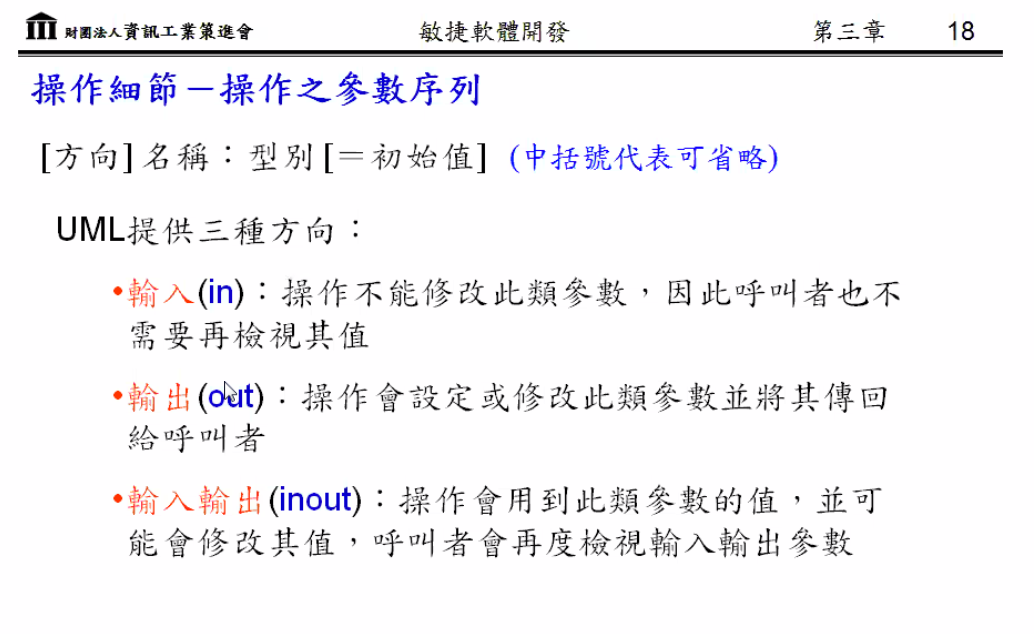 財團法人資訊工業策進會 敏捷軟體開發 第三章 18
操作細節－操作之參數序列
[方向]名稱：型別[＝初始值] (中括號代表可省略)
UML提供三種方向：
•輸入(in)：操作不能修改此類參數，因此呼叫者也不
需要再檢視其值
•輸出(out)：操作會設定或修改此類參數並將其傳回
給呼叫者
•輸入輸出(inout)：操作會用到此類參數的值，並可
能會修改其值，呼叫者會再度檢視輸入輸出參數